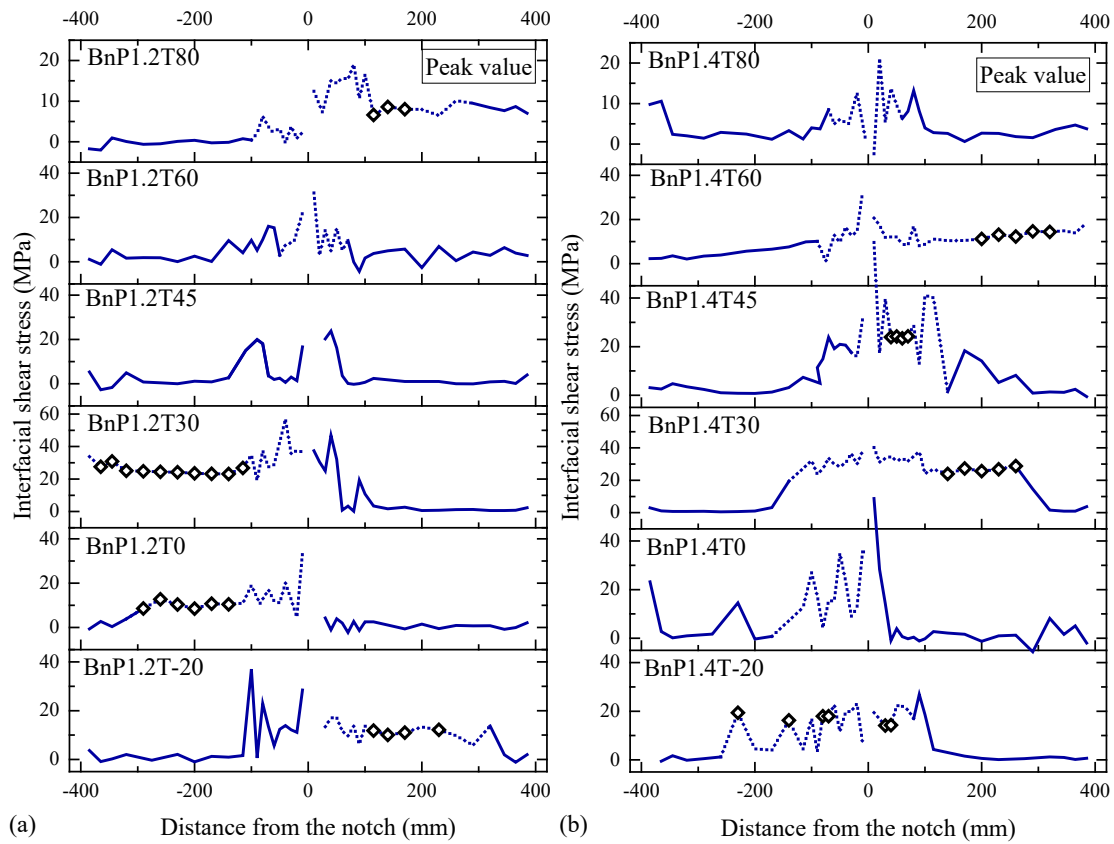 -400 -200 0 200 400
-400 -200 0 200 400
BnP1.2T80
Peak value
20
10
0
BnP1.2T60
20
10
0
BnP1.2T45
20
10
0
BnP1.2T30
60
40
20
0
BnP1.2T0
40
20
0
BnP1.2T-20
40
20
0
Interfacial shear stress (MPa)
-400 -200 0 200 400
(a)
Distance from the notch (mm)
BnP1.4T80
Peak value
20
10
0
BnP1.4T60
40
20
0
BnP1.4T45
40
20
0
BnP1.4T30
60
40
20
0
BnP1.4T0
40
20
0
BnP1.4T-20
40
20
0
Interfacial shear stress (MPa)
-400 -200 0 200 400
(b)
Distance from the notch (mm)